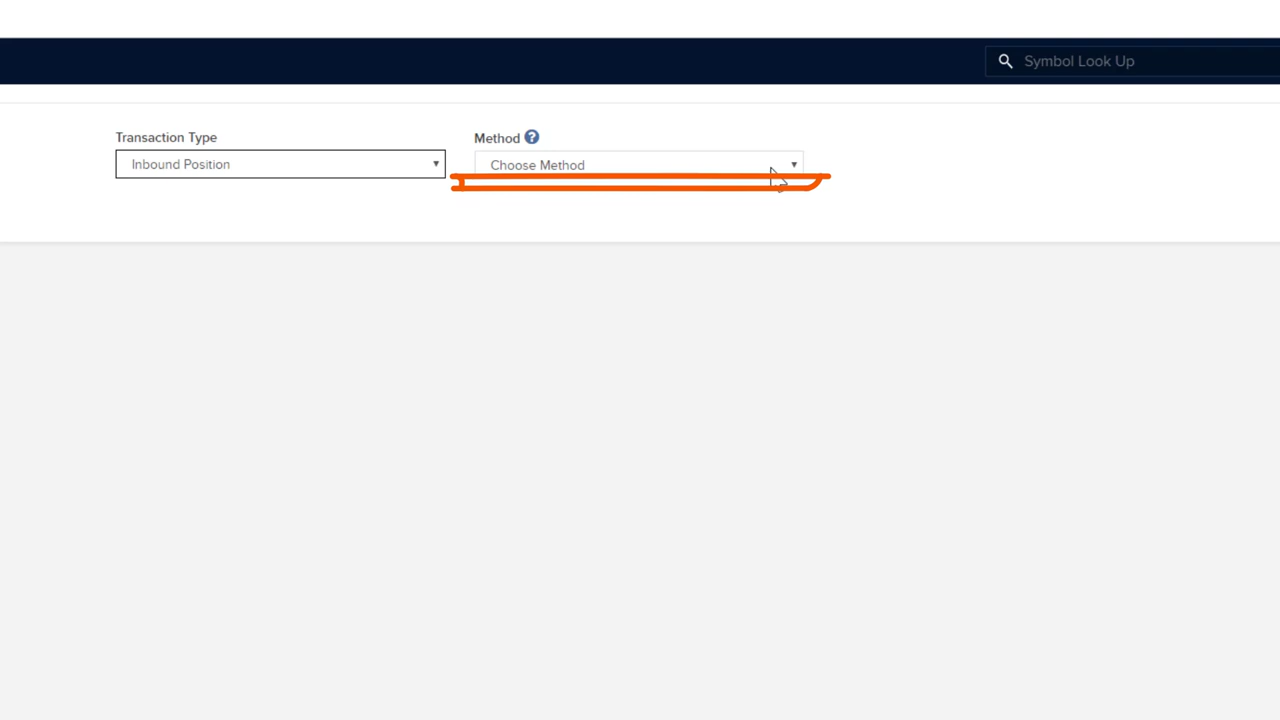 Symbol Look Up
Transaction Type
Method
Inbound Position
Choose Method